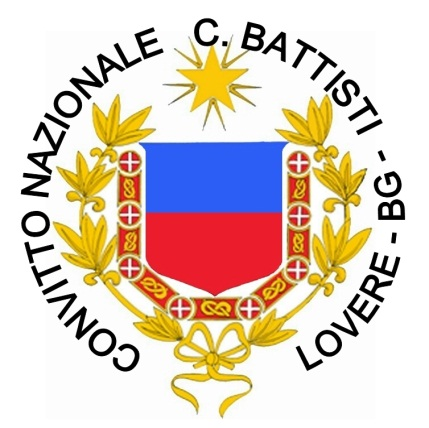 CONVITTO NAZIONALE C. BATTISTI - LOVERE - BG -